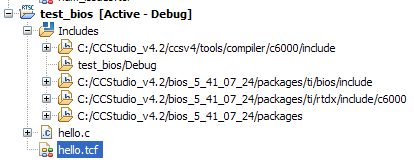 test_bios [Active - Debug]
Includes
C:/CCStudio_v4.2/ccsv4/tools/compiler/c6000/include
test_bios/Debug
C:/CCStudio_v4.2/bios_5_41_07_24/packages/ti/bios/include
C:/CCStudio_v4.2/bios_5_41_07_24/packages/ti/rtdx/include/c6000
C:/CCStudio_v4.2/bios_5_41_07_24/packages
hello.c
hello.tcf